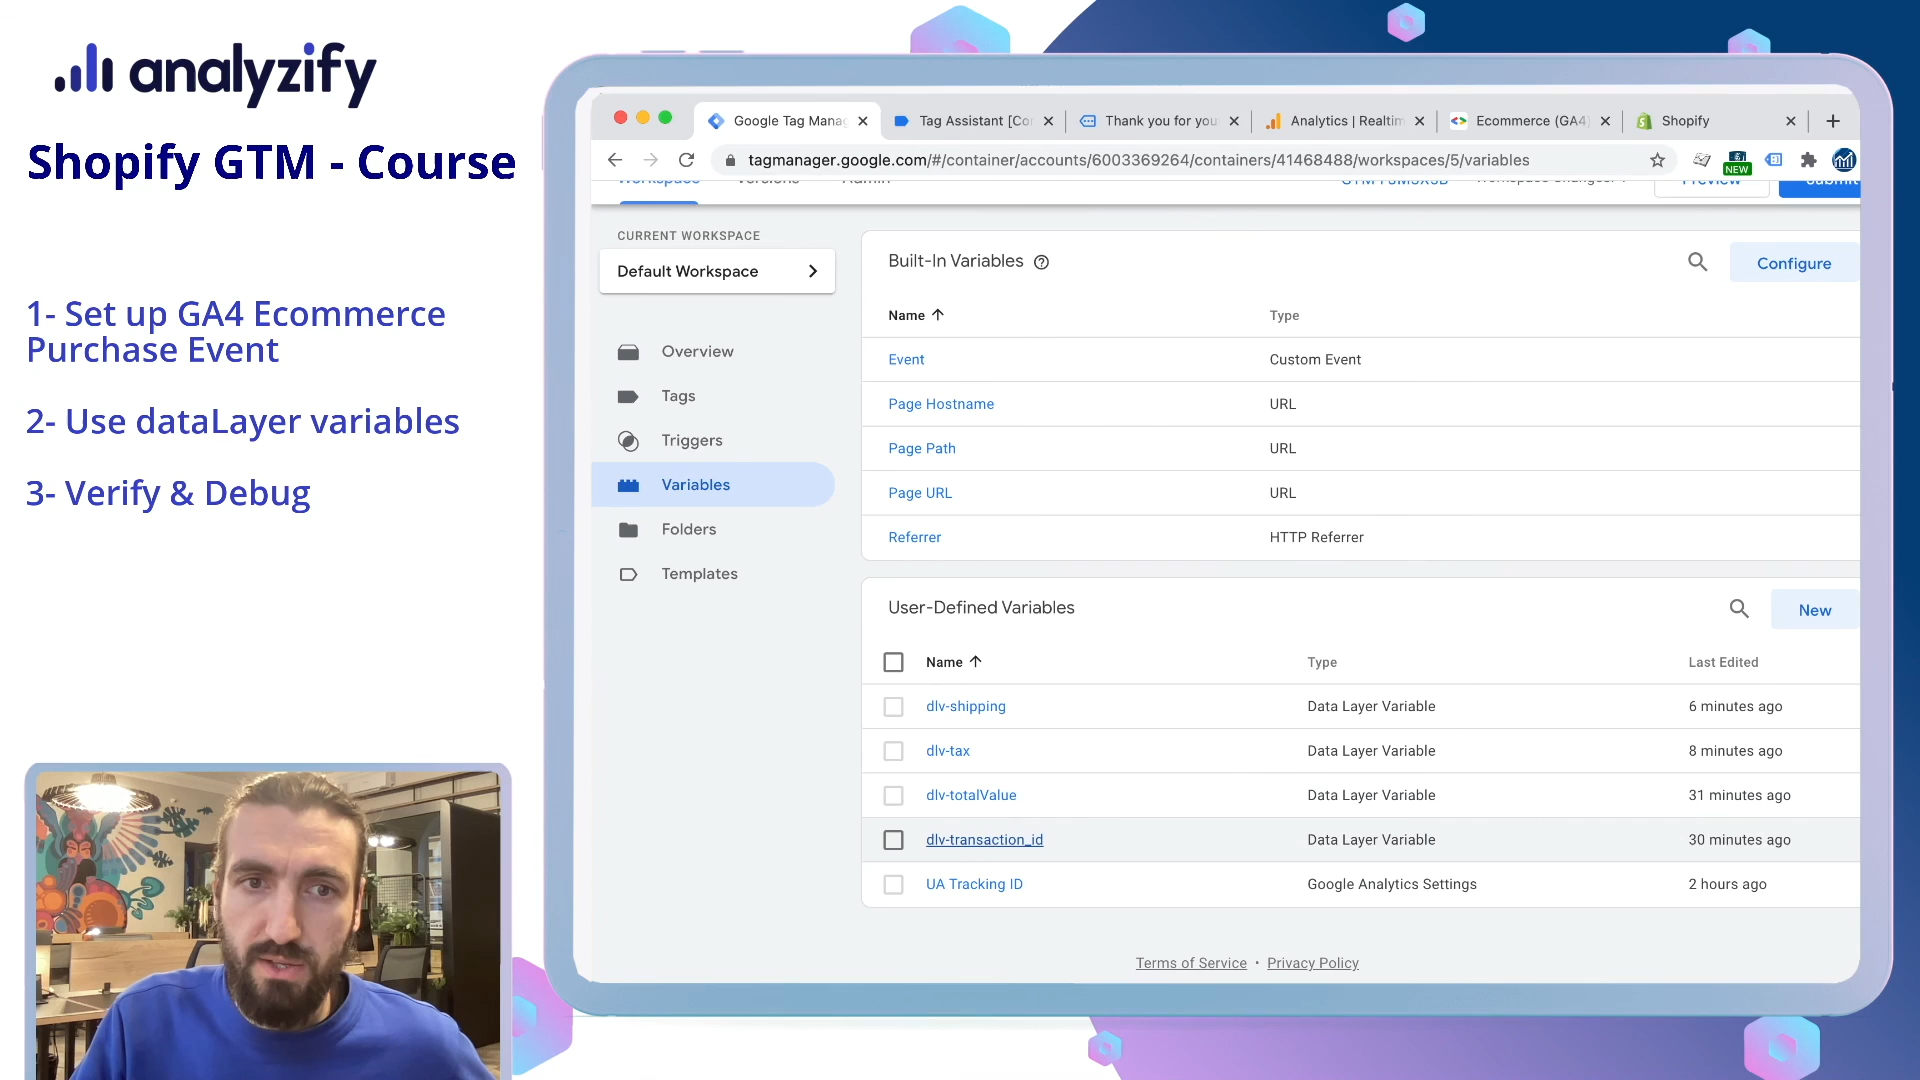 analyzify
Shopify GTM - Course
1- Set up GA4 Ecommerce
Purchase Event
2- Use dataLayer variables
3- Verify & Debug
Google Tag Mana
Tag Assistant [Co
Thank you for you
Analytics | Realtim
Ecommerce (GA4)
Shopify
tagmanager.google.com/#/container/accounts/6003369264/containers/41468488/workspaces/5/variables
NEW
Workspace Versions Admin
Preview
Submit
CURRENT WORKSPACE
Default Workspace
Overview
Tags
Triggers
Variables
Folders
Templates
Built-In Variables
Configure
Name Type
Event Custom Event
Page Hostname URL
Page Path URL
Page URL URL
Referrer HTTP Referrer
User-Defined Variables
New
Name Type Last Edited
dlv-shipping Data Layer Variable 6 minutes ago
dlv-tax Data Layer Variable 8 minutes ago
dlv-totalValue Data Layer Variable 31 minutes ago
dlv-transaction_id Data Layer Variable 30 minutes ago
UA Tracking ID Google Analytics Settings 2 hours ago
Terms of Service • Privacy Policy